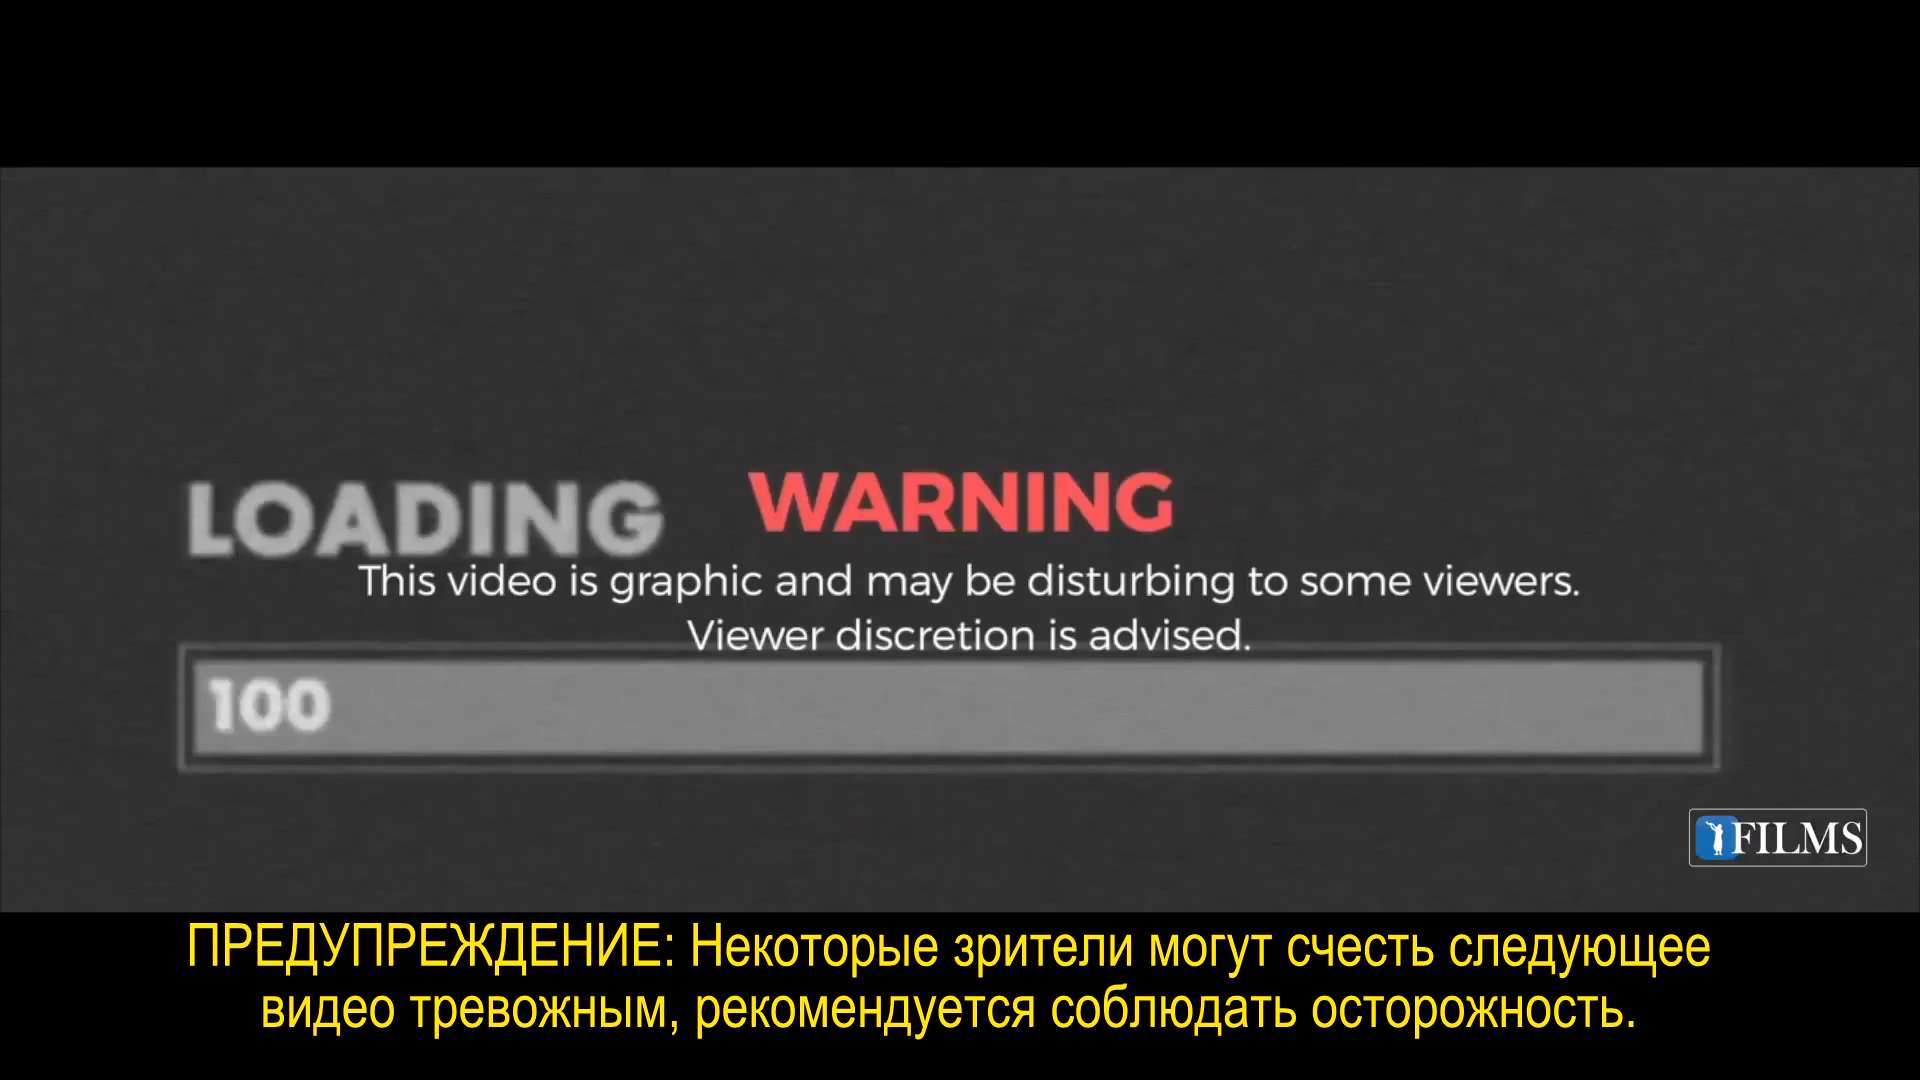 LOADING
WARNING
This video is graphic and may be disturbing to some viewers.
Viewer discretion is advised.
100
FILMS
ПРЕДУПРЕЖДЕНИЕ: Некоторые зрители могут счесть следующее
видео тревожным, рекомендуется соблюдать осторожность.